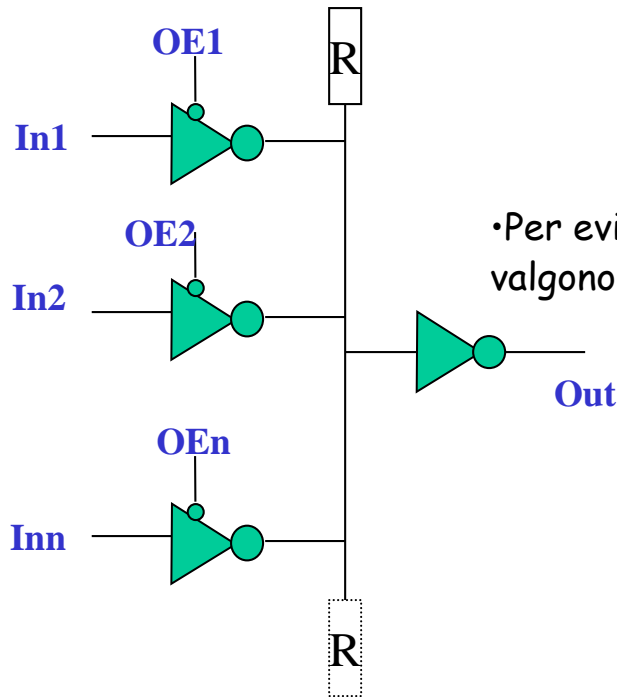 OE1
R
In1
OE2
•Per evi
valgono
In2
Out
OEn
Inn
R